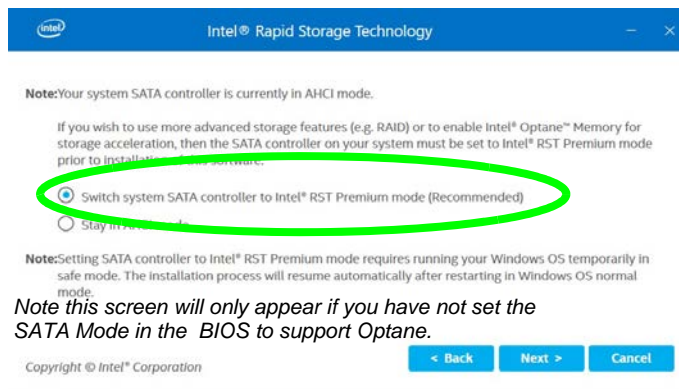 intel
Intel® Rapid Storage Technology
Note:Your system SATA controller is currently in AHCI mode.
If you wish to use more advanced storage features (e.g. RAID) or to enable Intel® Optane™ Memory for
storage acceleration, then the SATA controller on your system must be set to Intel® RST Premium mode
prior to installation of this software.
Switch system SATA controller to Intel® RST Premium mode (Recommended)
Stay in AHCI mode
Note:Setting SATA controller to Intel® RST Premium mode requires running your Windows OS temporarily in
safe mode. The installation process will resume automatically after restarting in Windows OS normal
mode.
Note this screen will only appear if you have not set the
SATA Mode in the BIOS to support Optane.
Copyright © Intel® Corporation
< Back
Next >
Cancel